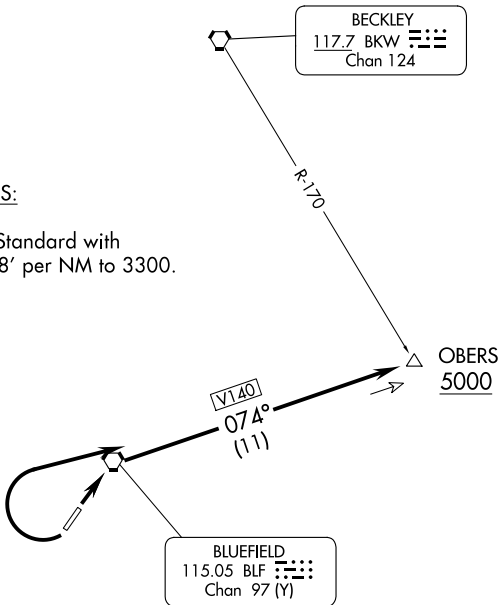 BECKLEY
117.7 BKW
Chan 124
R-170
S:
Standard with
8' per NM to 3300.
OBERS
5000
V140
074°
(11)
BLUEFIELD
115.05 BLF
Chan 97 (Y)